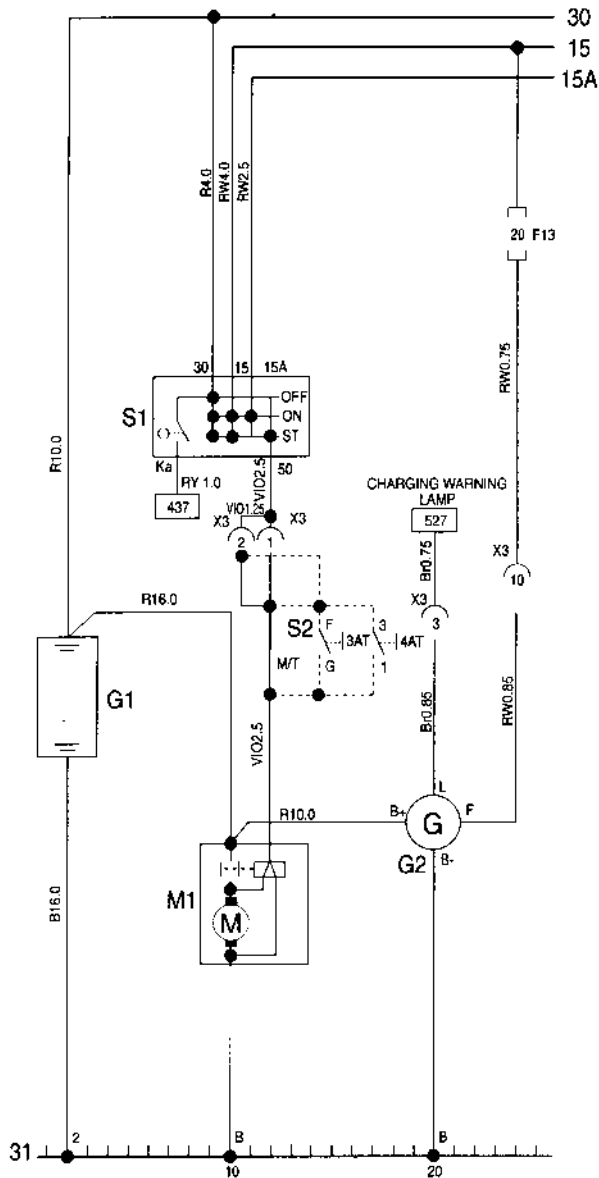 30
15
15A
R4.0
RW4.0
RW2.5
20 F13
RW0.75
R10.0
30 15 15A
S1
OFF
ON
ST
Ka
50
RY 1.0
VIO2.5
437
VIO1.25
X3
X3
2
1
CHARGING WARNING
LAMP
527
Br0.75
X3
10
X3
3
R16.0
S2
F
3AT
G
3
4AT
1
M/T
G1
VIO2.5
Br0.85
RW0.85
L
R10.0
B+
G
F
G2
B-
M1
M
B16.0
31
2
B
B
10
20